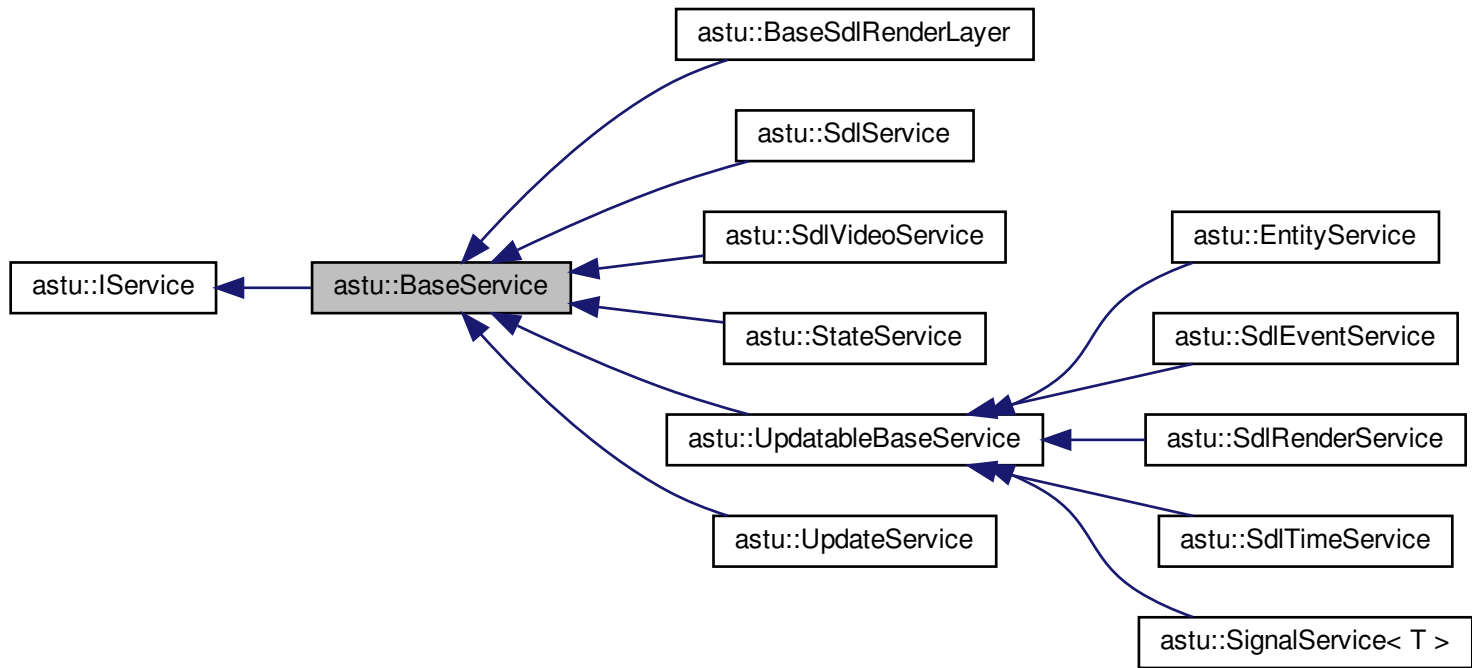 astu::BaseSdlRenderLayer
astu::SdlService
astu::SdlVideoService
astu::EntityService
astu::IService
astu::BaseService
astu::StateService
astu::SdlEventService
astu::UpdatableBaseService
astu::SdlRenderService
astu::UpdateService
astu::SdlTimeService
astu::SignalService< T >